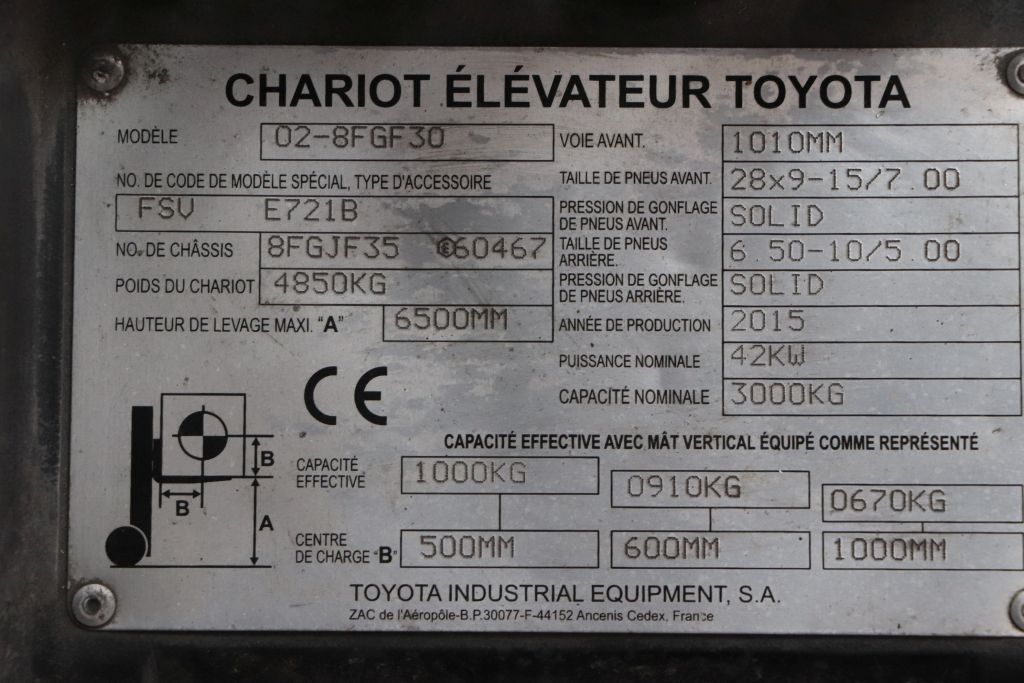 CHARIOT ÉLÉVATEUR TOYOTA
MODÈLE 02-8FGF30
NO. DE CODE DE MODÈLE SPÉCIAL, TYPE D'ACCESSOIRE
FSV E721B
NO. DE CHÂSSIS 8FGJF35 E60467
POIDS DU CHARIOT 4850KG
HAUTEUR DE LEVAGE MAXI. "A" 6500MM
VOIE AVANT. 1010MM
TAILLE DE PNEUS AVANT. 28x9-15/7.00
PRESSION DE GONFLAGE
DE PNEUS AVANT. SOLID
TAILLE DE PNEUS
ARRIÈRE. 6.50-10/5.00
PRESSION DE GONFLAGE
DE PNEUS ARRIÈRE. SOLID
ANNÉE DE PRODUCTION 2015
PUISSANCE NOMINALE 42KW
CAPACITÉ NOMINALE 3000KG
CE
CAPACITÉ EFFECTIVE AVEC MÂT VERTICAL ÉQUIPÉ COMME REPRÉSENTÉ
B
B
A
CAPACITÉ
EFFECTIVE 1000KG 0910KG 0670KG
CENTRE
DE CHARGE "B" 500MM 600MM 1000MM
TOYOTA INDUSTRIAL EQUIPMENT, S.A.
ZAC de l'Aéropôle-B.P.30077-F-44152 Ancenis Cedex, France